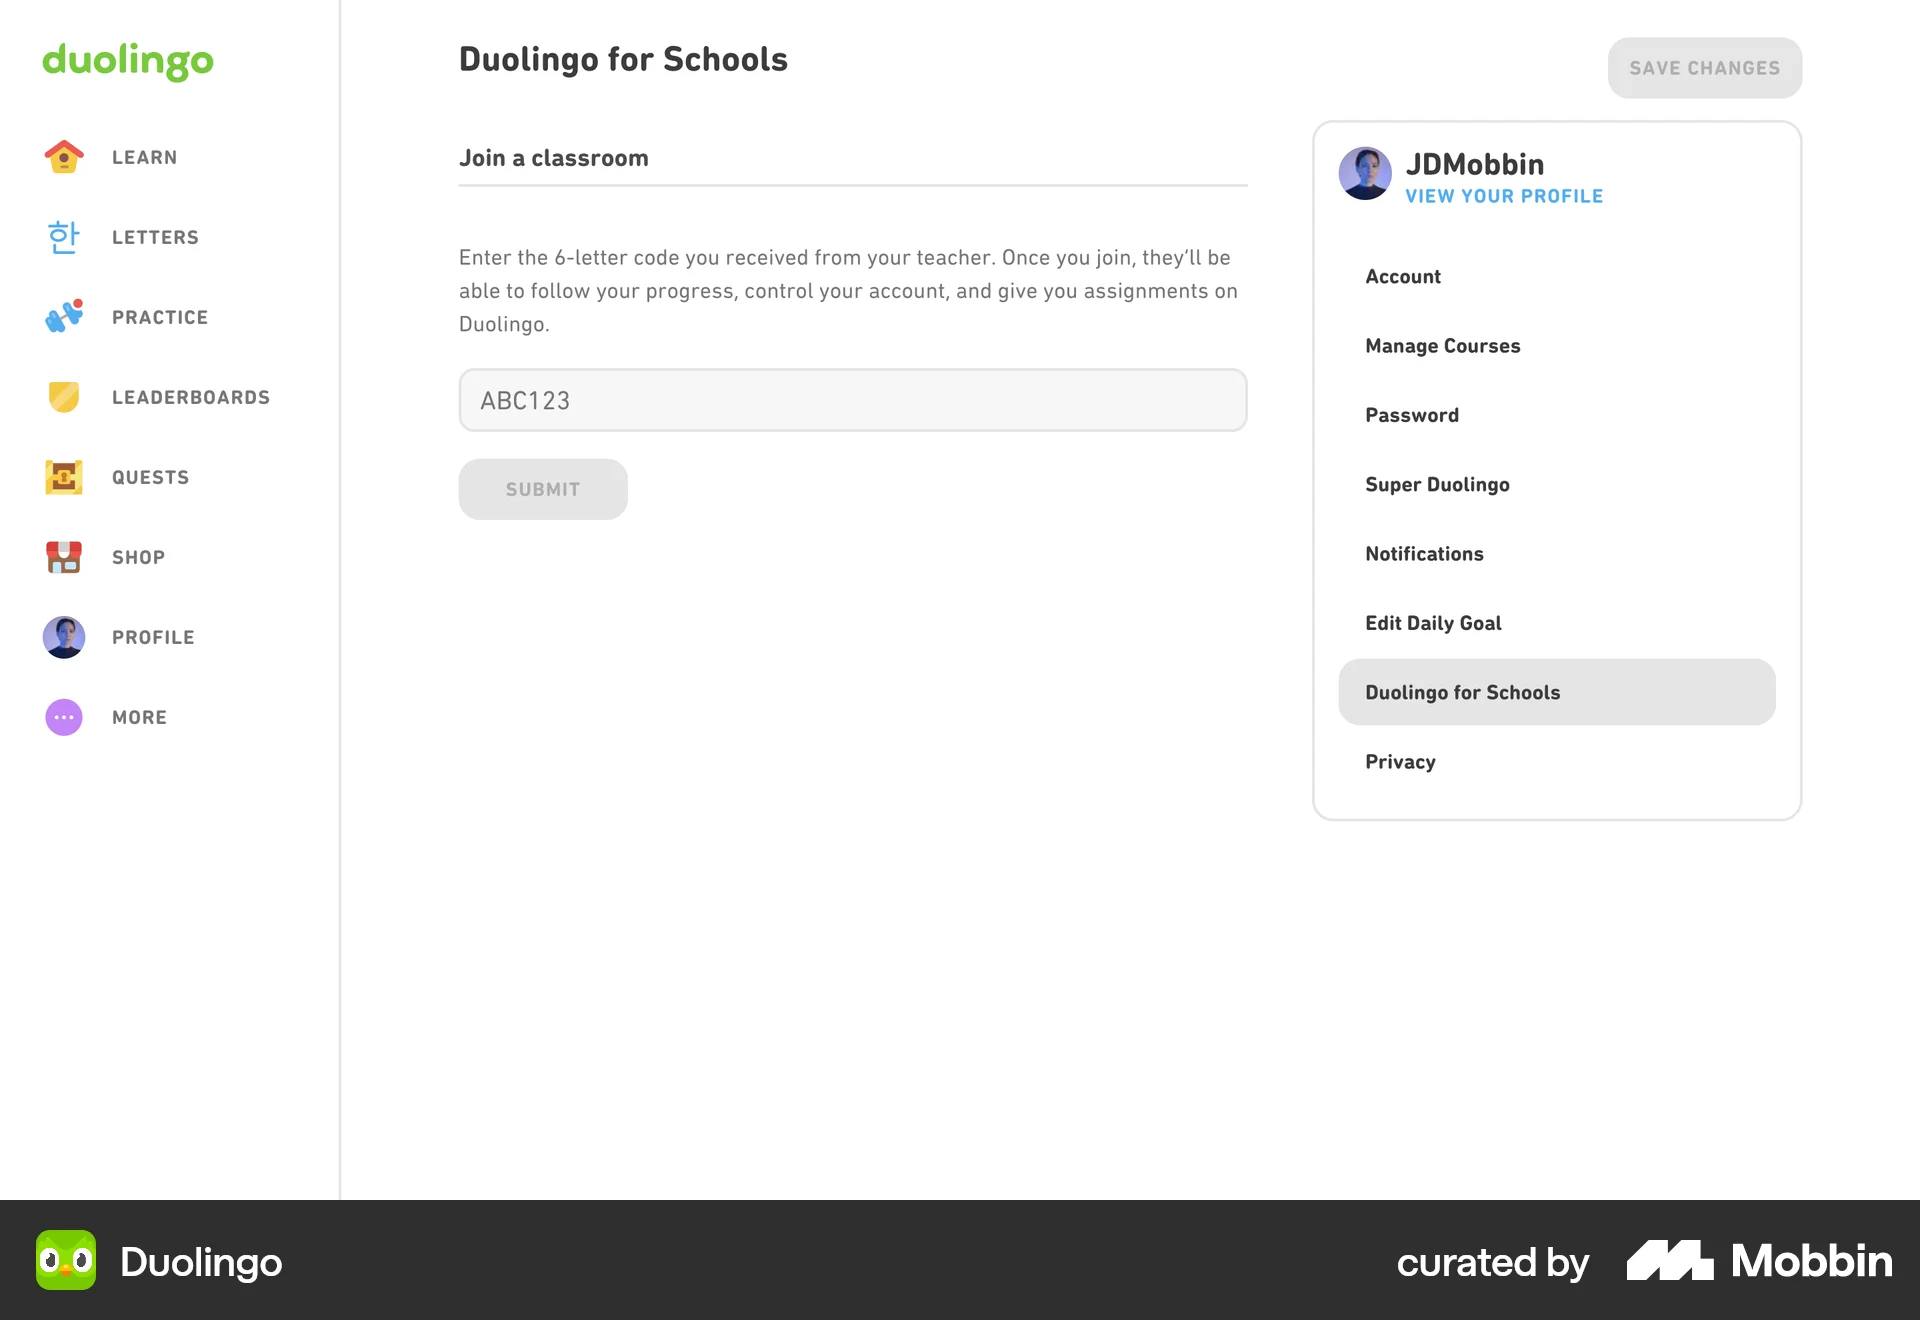 duolingo
LEARN
한
LETTERS
PRACTICE
LEADERBOARDS
QUESTS
SHOP
PROFILE
MORE
Duolingo for Schools
Join a classroom
Enter the 6-letter code you received from your teacher. Once you join, they’ll be
able to follow your progress, control your account, and give you assignments on
Duolingo.
ABC123
SUBMIT
SAVE CHANGES
JDMobbin
VIEW YOUR PROFILE
Account
Manage Courses
Password
Super Duolingo
Notifications
Edit Daily Goal
Duolingo for Schools
Privacy
Duolingo
curated by
Mobbin